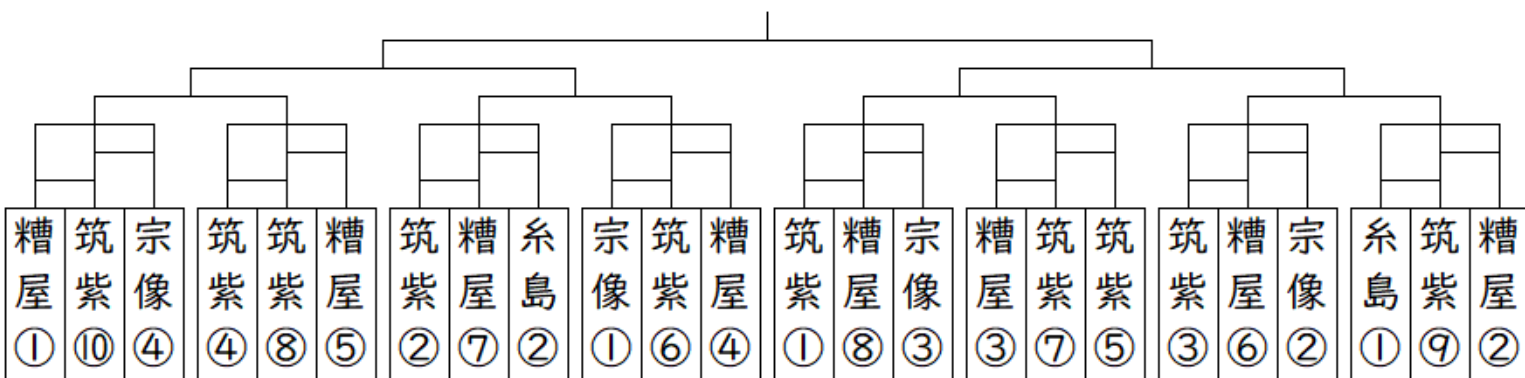 糟屋①
筑紫⑩
宗像④
筑紫④
筑紫⑧
糟屋⑤
筑紫②
糟屋⑦
糸島②
宗像①
筑紫⑥
糟屋④
筑紫①
糟屋⑧
宗像③
糟屋③
筑紫⑦
筑紫⑤
筑紫③
糟屋⑥
宗像②
糸島①
筑紫⑨
糟屋②